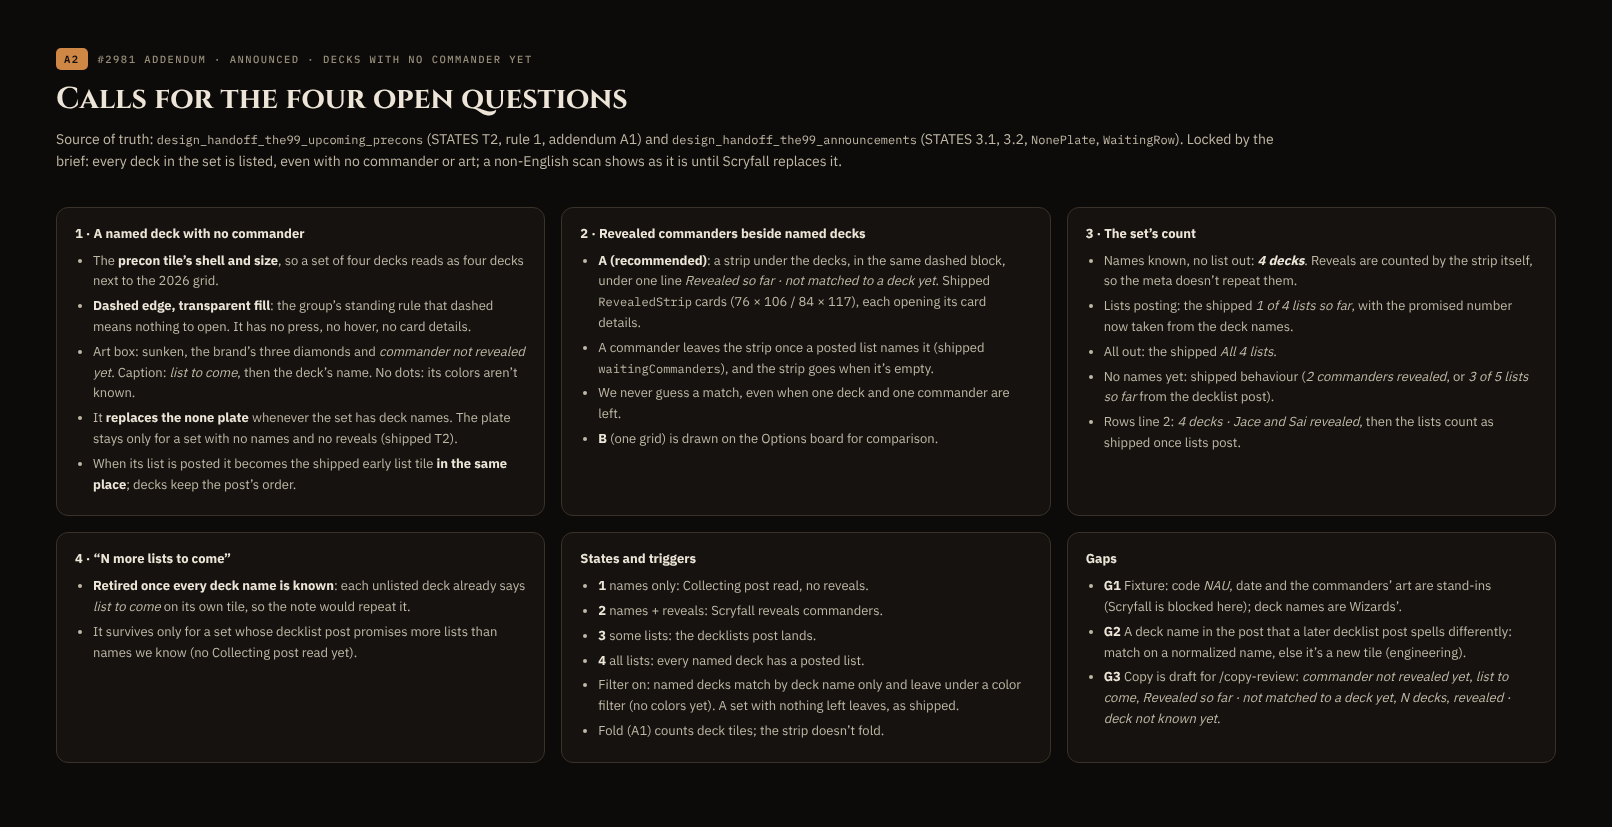 A2 #2981 ADDENDUM · ANNOUNCED · DECKS WITH NO COMMANDER YET
Calls for the four open questions
Source of truth: design_handoff_the99_upcoming_precons (STATES T2, rule 1, addendum A1) and design_handoff_the99_announcements (STATES 3.1, 3.2, NonePlate, WaitingRow). Locked by the
brief: every deck in the set is listed, even with no commander or art; a non-English scan shows as it is until Scryfall replaces it.
1 · A named deck with no commander
• The precon tile’s shell and size, so a set of four decks reads as four decks
next to the 2026 grid.
• Dashed edge, transparent fill: the group’s standing rule that dashed
means nothing to open. It has no press, no hover, no card details.
• Art box: sunken, the brand’s three diamonds and commander not revealed
yet. Caption: list to come, then the deck’s name. No dots: its colors aren’t
known.
• It replaces the none plate whenever the set has deck names. The plate
stays only for a set with no names and no reveals (shipped T2).
• When its list is posted it becomes the shipped early list tile in the same
place; decks keep the post’s order.
2 · Revealed commanders beside named decks
• A (recommended): a strip under the decks, in the same dashed block,
under one line Revealed so far · not matched to a deck yet. Shipped
RevealedStrip cards (76 × 106 / 84 × 117), each opening its card
details.
• A commander leaves the strip once a posted list names it (shipped
waitingCommanders), and the strip goes when it’s empty.
• We never guess a match, even when one deck and one commander are
left.
• B (one grid) is drawn on the Options board for comparison.
3 · The set’s count
• Names known, no list out: 4 decks. Reveals are counted by the strip itself,
so the meta doesn’t repeat them.
• Lists posting: the shipped 1 of 4 lists so far, with the promised number
now taken from the deck names.
• All out: the shipped All 4 lists.
• No names yet: shipped behaviour (2 commanders revealed, or 3 of 5 lists
so far from the decklist post).
• Rows line 2: 4 decks · Jace and Sai revealed, then the lists count as
shipped once lists post.
4 · “N more lists to come”
• Retired once every deck name is known: each unlisted deck already says
list to come on its own tile, so the note would repeat it.
• It survives only for a set whose decklist post promises more lists than
names we know (no Collecting post read yet).
States and triggers
• 1 names only: Collecting post read, no reveals.
• 2 names + reveals: Scryfall reveals commanders.
• 3 some lists: the decklists post lands.
• 4 all lists: every named deck has a posted list.
• Filter on: named decks match by deck name only and leave under a color
filter (no colors yet). A set with nothing left leaves, as shipped.
• Fold (A1) counts deck tiles; the strip doesn’t fold.
Gaps
• G1 Fixture: code NAU, date and the commanders’ art are stand-ins
(Scryfall is blocked here); deck names are Wizards’.
• G2 A deck name in the post that a later decklist post spells differently:
match on a normalized name, else it’s a new tile (engineering).
• G3 Copy is draft for /copy-review: commander not revealed yet, list to
come, Revealed so far · not matched to a deck yet, N decks, revealed ·
deck not known yet.